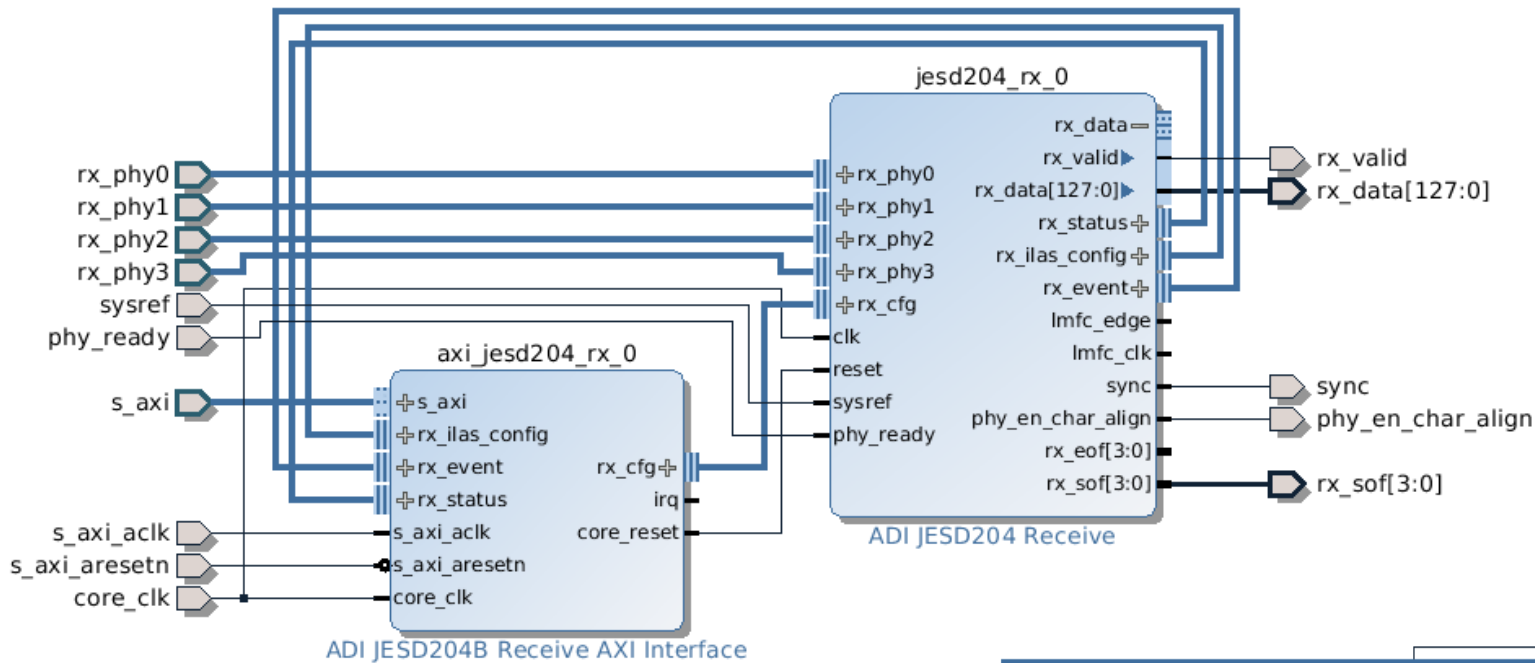 jesd204_rx_0
rx_data
rx_valid
rx_data[127:0]
rx_status
rx_ilas_config
rx_event
lmfc_edge
lmfc_clk
sync
phy_en_char_align
rx_eof[3:0]
rx_sof[3:0]
rx_phy0
rx_phy1
rx_phy2
rx_phy3
rx_cfg
clk
reset
sysref
phy_ready
ADI JESD204 Receive
rx_valid
rx_data[127:0]
sync
phy_en_char_align
rx_sof[3:0]
rx_phy0
rx_phy1
rx_phy2
rx_phy3
sysref
phy_ready
s_axi
s_axi_aclk
s_axi_aresetn
core_clk
axi_jesd204_rx_0
s_axi
rx_ilas_config
rx_event
rx_status
s_axi_aclk
s_axi_aresetn
core_clk
rx_cfg
irq
core_reset
ADI JESD204B Receive AXI Interface